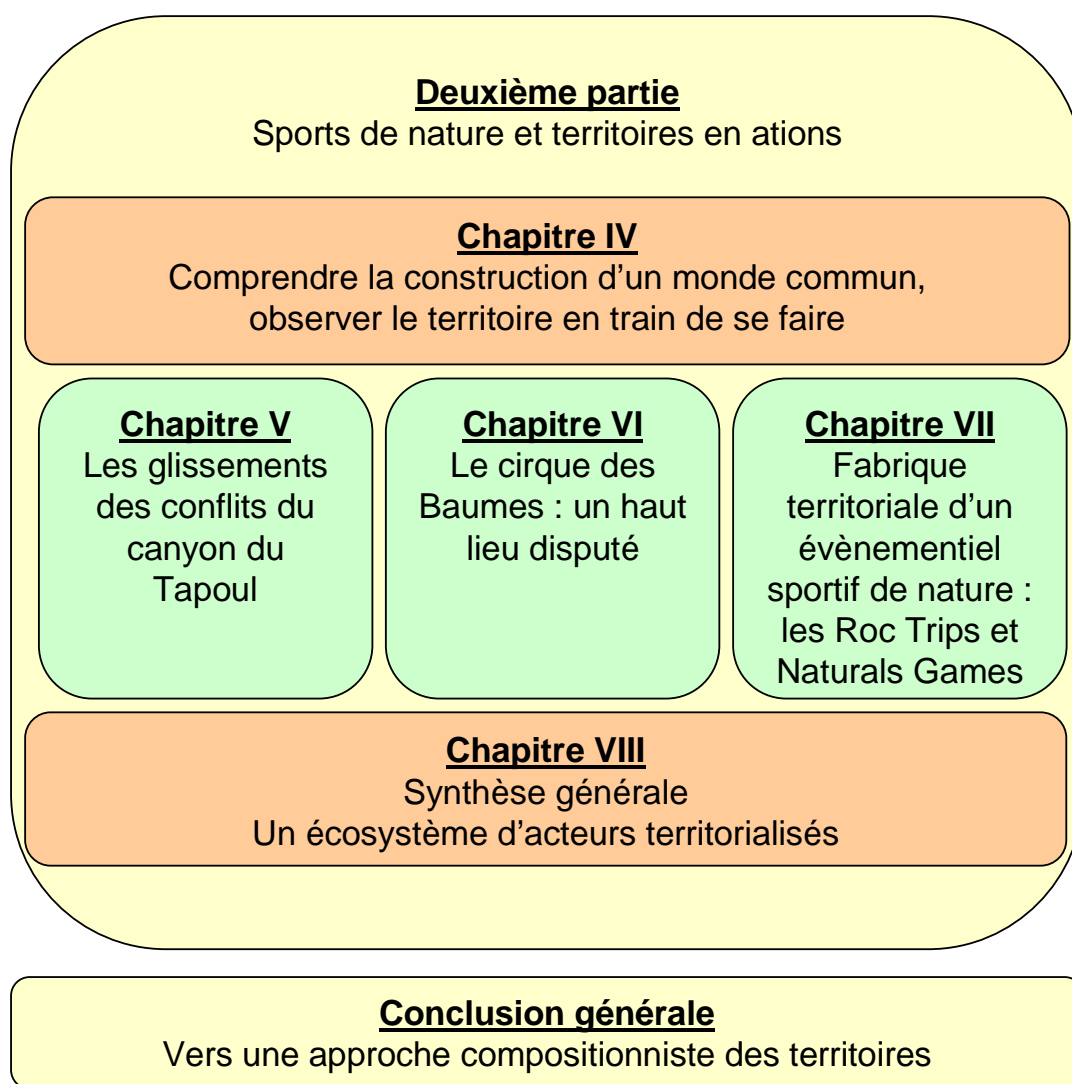 Deuxième partie
Sports de nature et territoires en ations
Chapitre IV
Comprendre la construction d’un monde commun,
observer le territoire en train de se faire
Chapitre V
Les glissements
des conflits du
canyon du
Tapoul
Chapitre VI
Le cirque des
Baumes : un haut
lieu disputé
Chapitre VII
Fabrique
territoriale d’un
évènementiel
sportif de nature :
les Roc Trips et
Naturals Games
Chapitre VIII
Synthèse générale
Un écosystème d’acteurs territorialisés
Conclusion générale
Vers une approche compositionniste des territoires